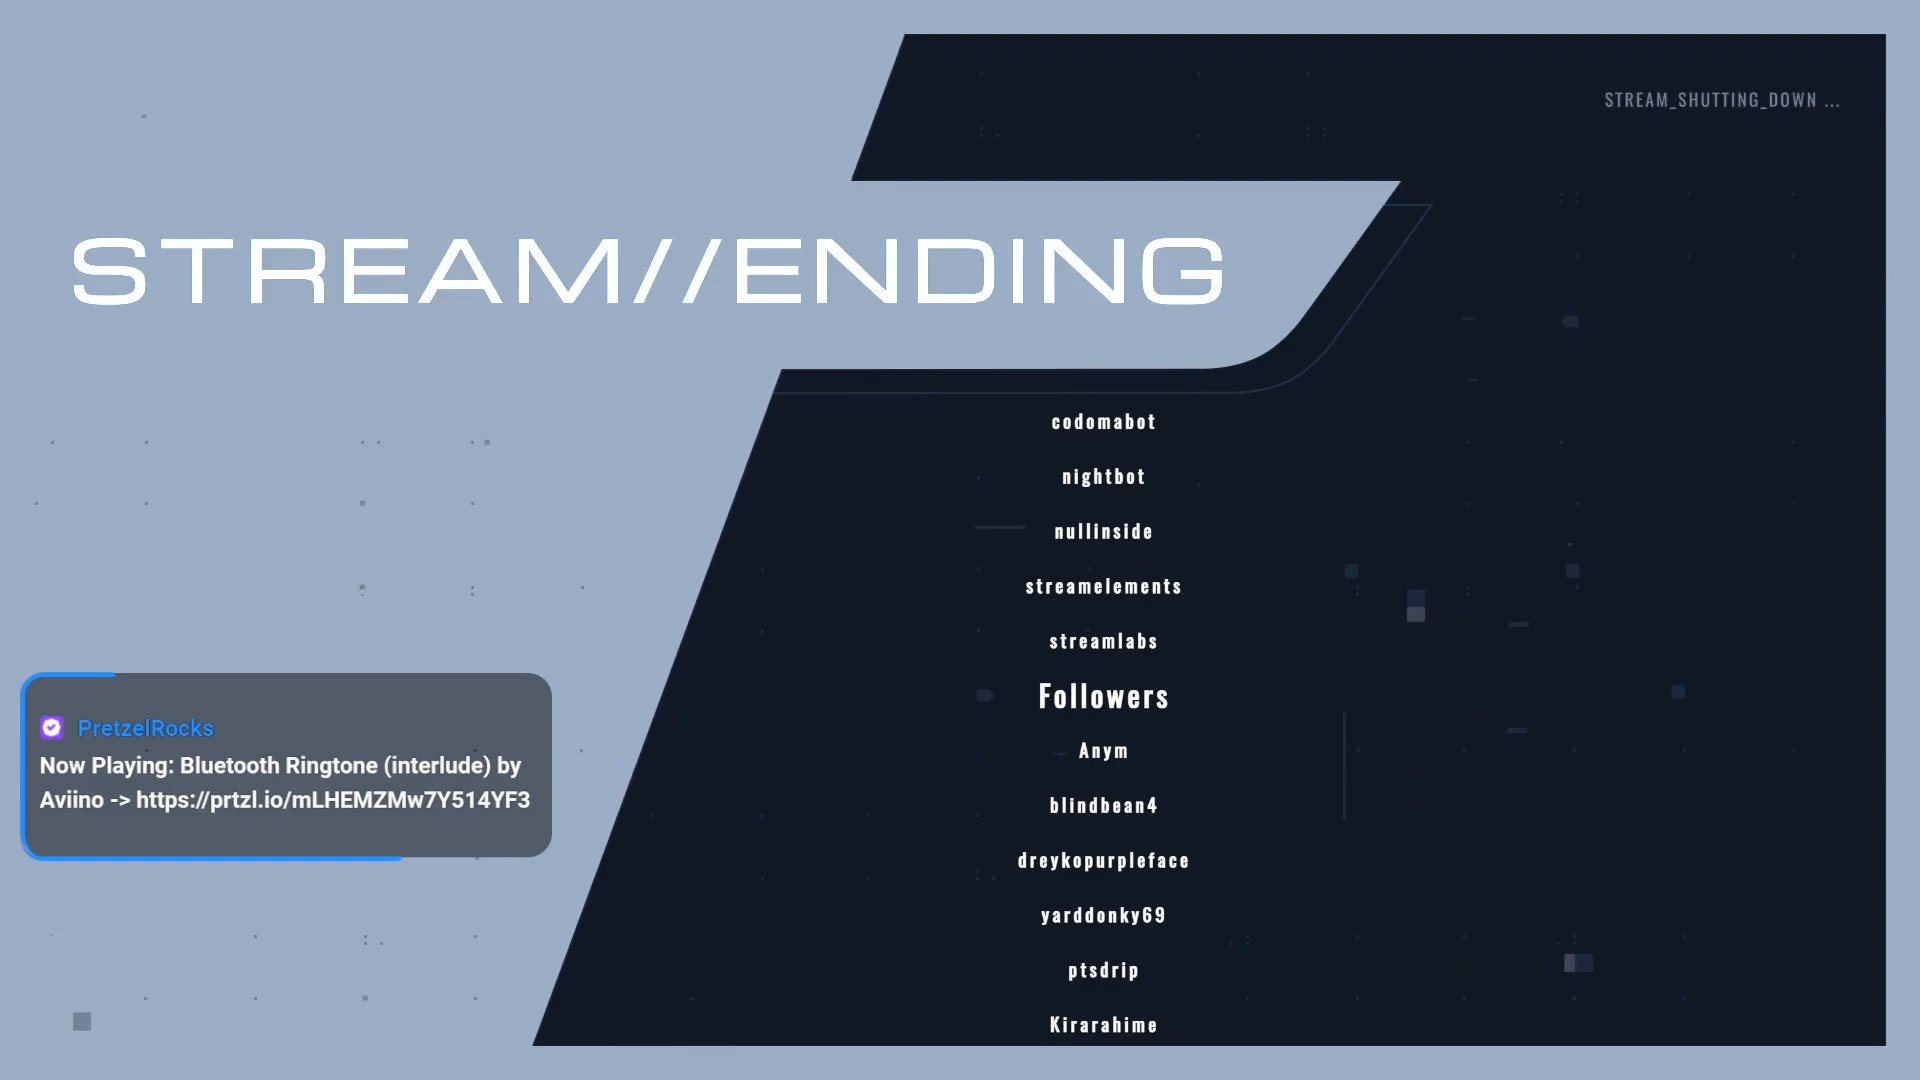 STREAM_SHUTTING_DOWN ...
STREAM//ENDING
codomabot
nightbot
nullinside
streamelements
streamlabs
Followers
Anym
blindbean4
dreykopurpleface
yarddonky69
ptsdrip
Kirarahime
PretzelRocks
Now Playing: Bluetooth Ringtone (interlude) by
Aviino -> https://prtzl.io/mLHEMZMw7Y514YF3